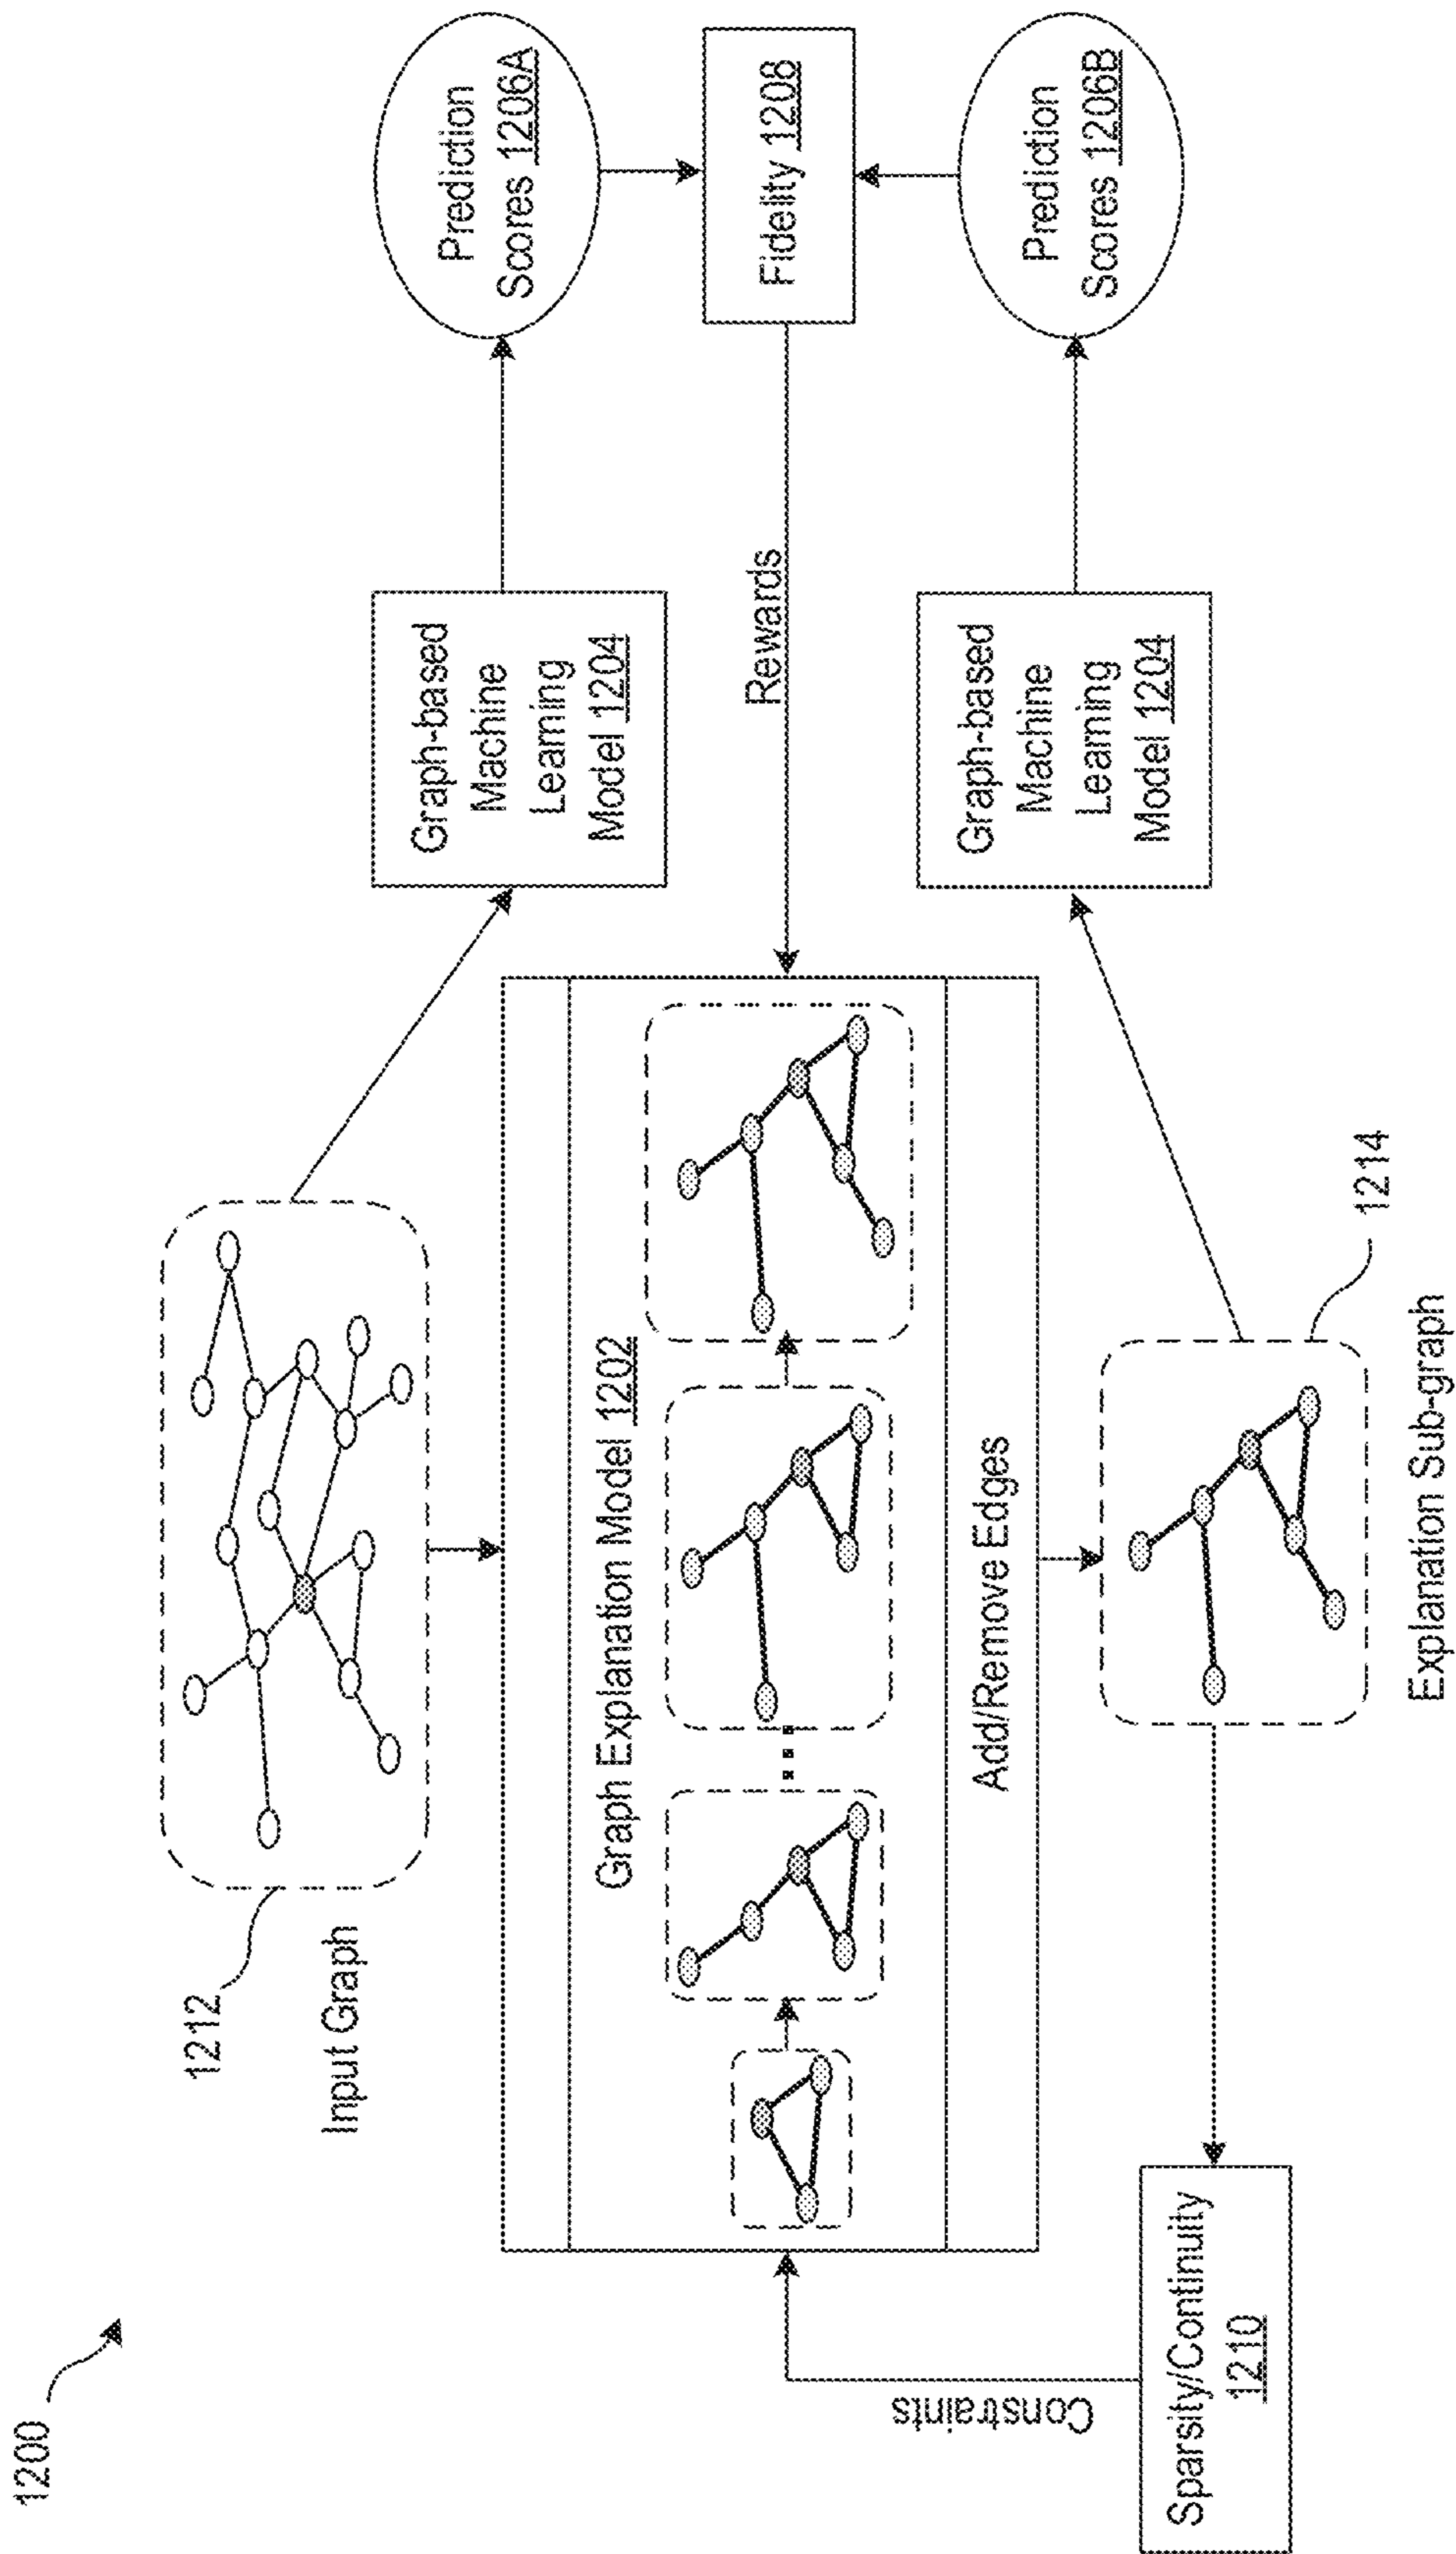 1200
1212
Input Graph
Graph Explanation Model 1202
Add/Remove Edges
Constraints
Sparsity/Continuity
1210
Explanation Sub-graph
1214
Graph-based
Machine
Learning
Model 1204
Rewards
Graph-based
Machine
Learning
Model 1204
Prediction
Scores 1206A
Fidelity 1208
Prediction
Scores 1206B